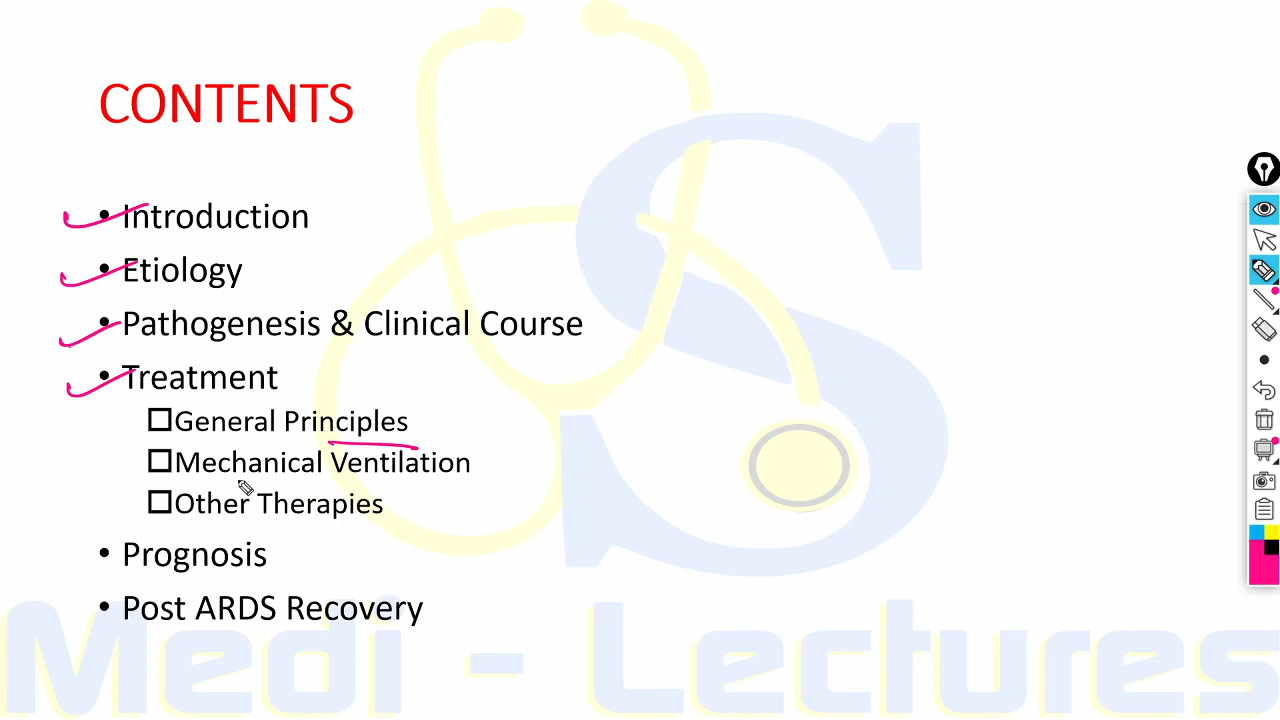 CONTENTS
• Introduction
• Etiology
• Pathogenesis & Clinical Course
• Treatment
□General Principles
□Mechanical Ventilation
□Other Therapies
• Prognosis
• Post ARDS Recovery
Medi - Lectures